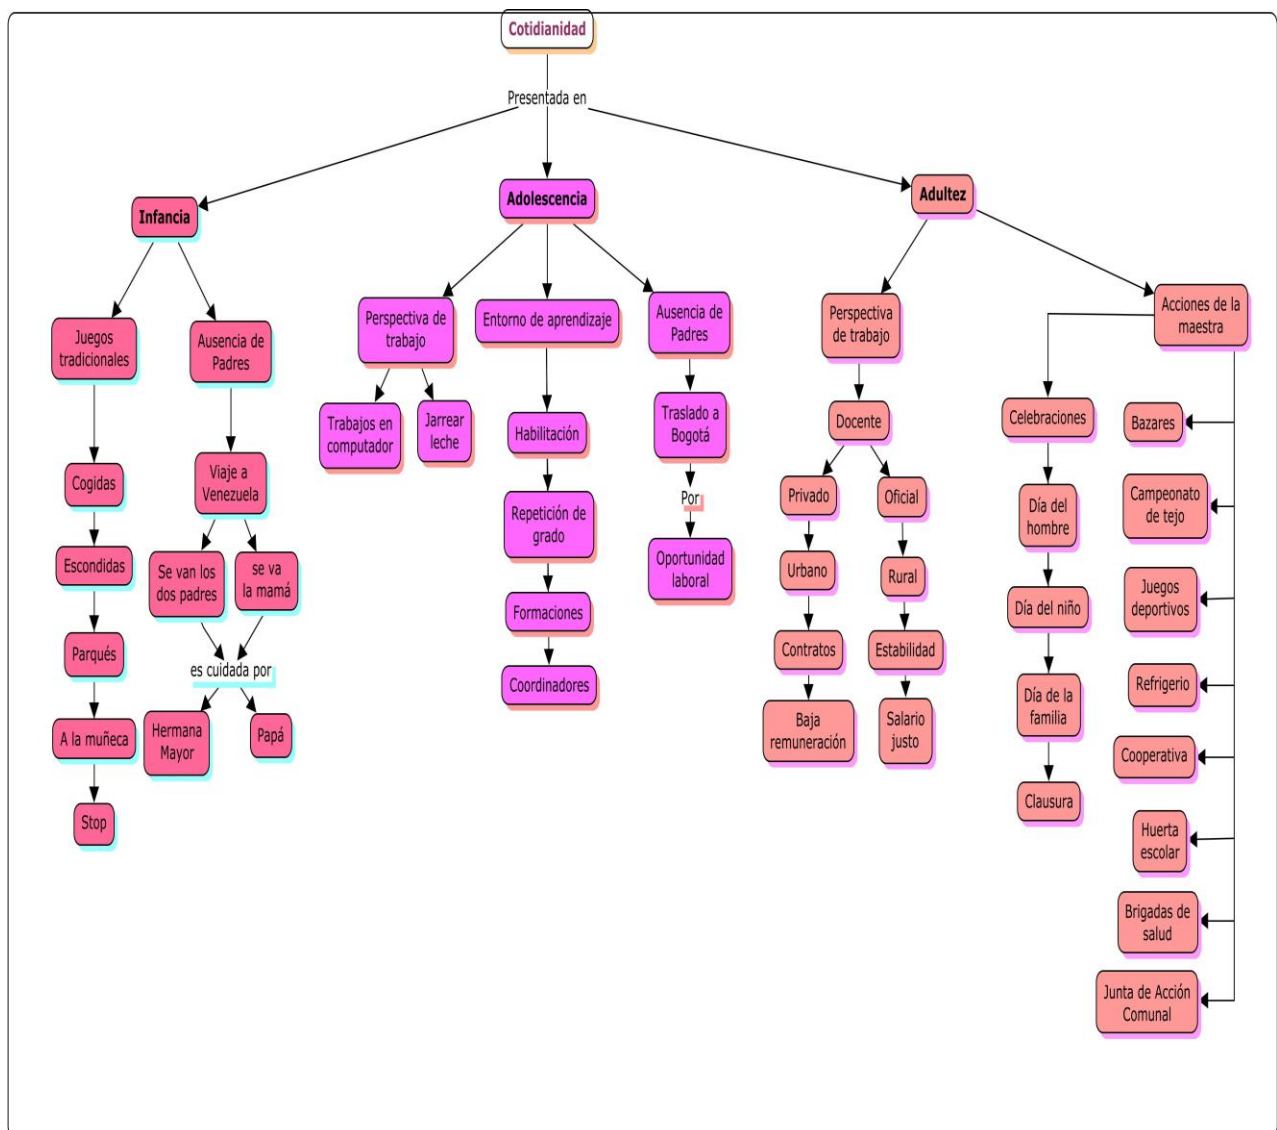 Cotidianidad
Presentada en
Infancia
Juegos
tradicionales
Cogidas
Escondidas
Parqués
A la muñeca
Stop
Ausencia de
Padres
Viaje a
Venezuela
Se van los
dos padres
se va
la mamá
es cuidada por
Hermana
Mayor
Papá
Adolescencia
Perspectiva de
trabajo
Trabajos en
computador
Jarrear
leche
Entorno de aprendizaje
Habilitación
Repetición de
grado
Formaciones
Coordinadores
Ausencia de
Padres
Traslado a
Bogotá
Por
Oportunidad
laboral
Adultez
Perspectiva
de trabajo
Docente
Privado
Urbano
Contratos
Baja
remuneración
Oficial
Rural
Estabilidad
Salario
justo
Acciones de la
maestra
Celebraciones
Día del
hombre
Día del niño
Día de la
familia
Clausura
Bazares
Campeonato
de tejo
Juegos
deportivos
Refrigerio
Cooperativa
Huerta
escolar
Brigadas de
salud
Junta de Acción
Comunal